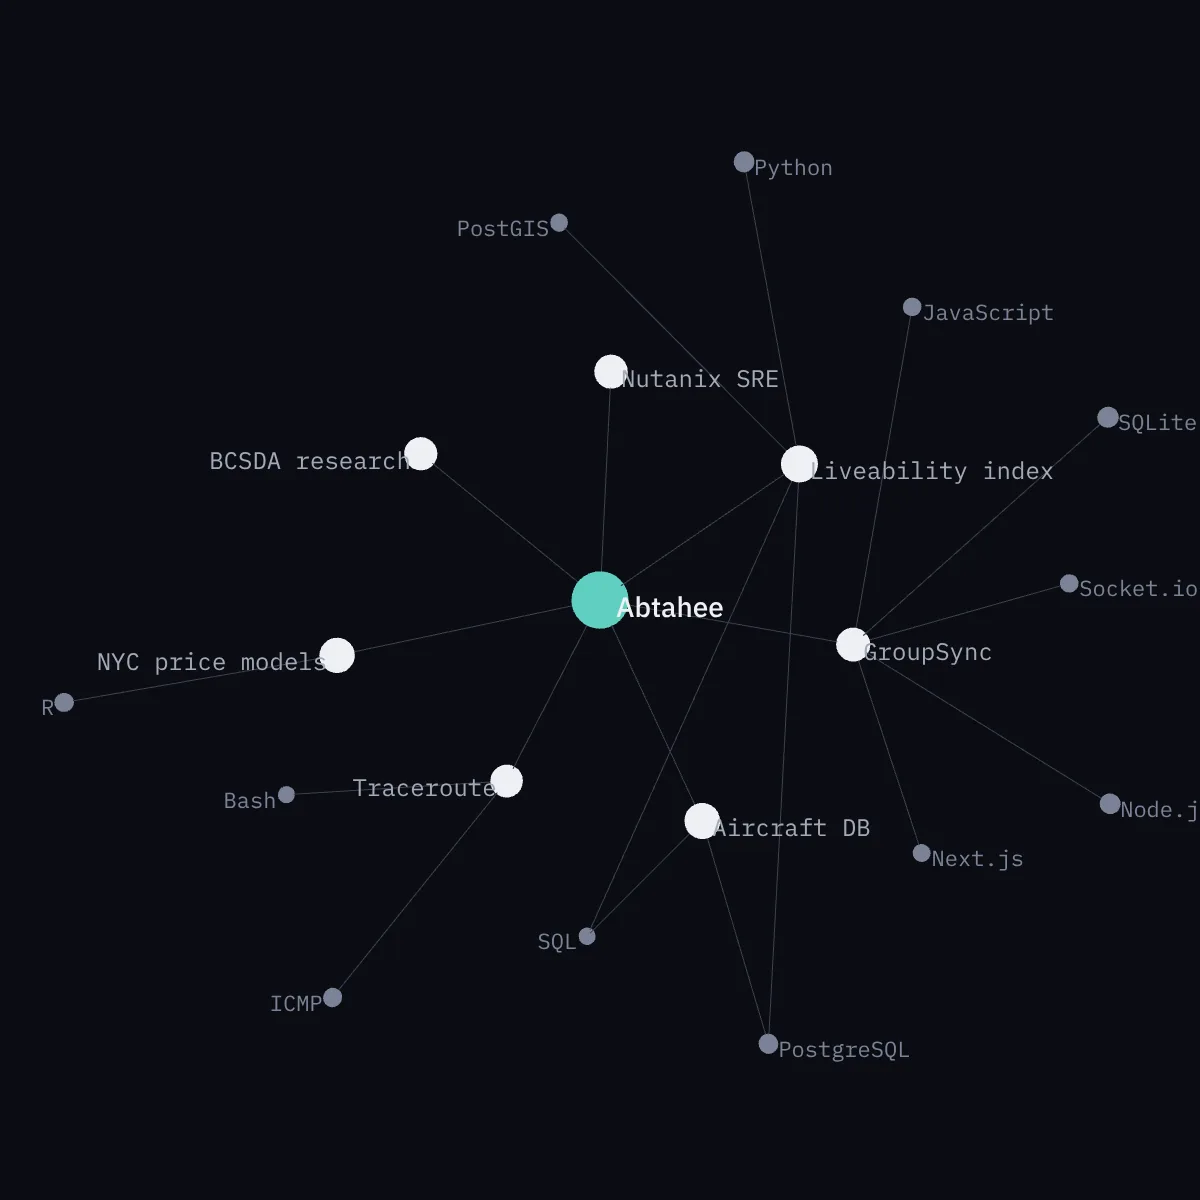 Python
PostGIS
JavaScript
Nutanix SRE
SQLite
BCSDA research
Liveability index
Socket.io
Abtahee
GroupSync
NYC price models
R
Traceroute
Bash
Node.j
Aircraft DB
Next.js
SQL
ICMP
PostgreSQL